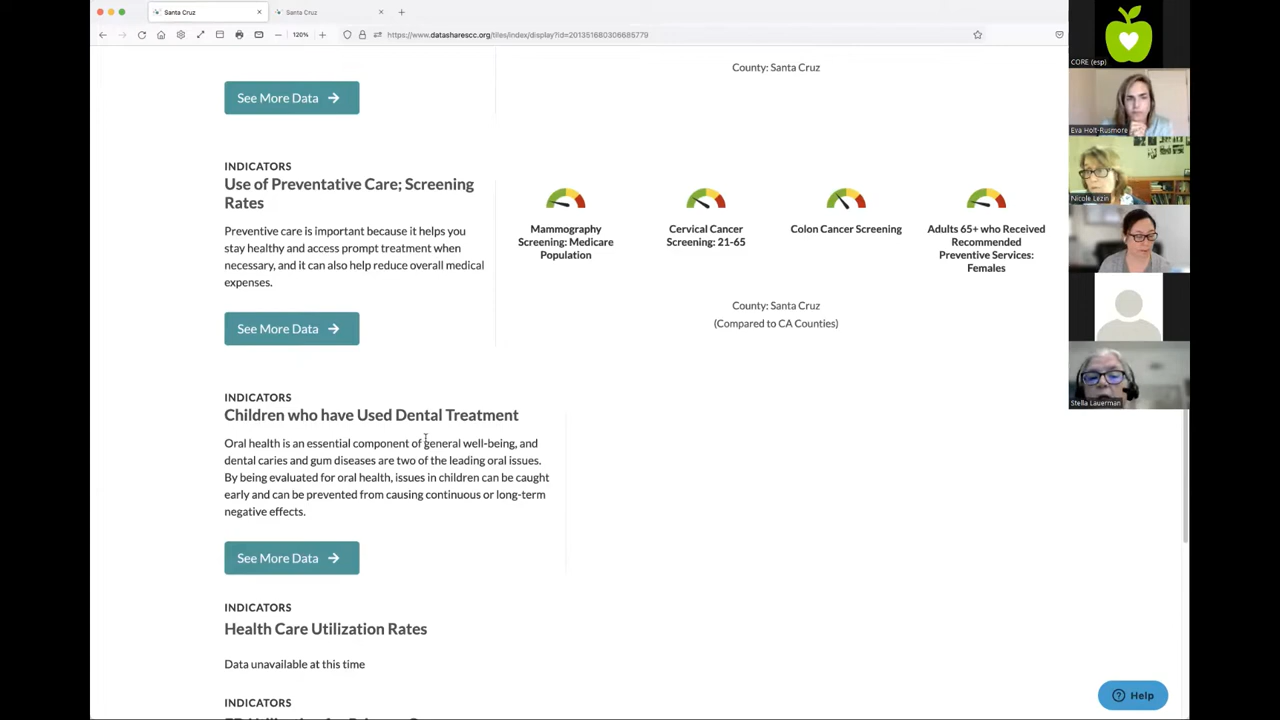 Santa Cruz
Santa Cruz
120%
https://www.datasharescc.org/tiles/index/display?id=201351680306685779
County: Santa Cruz
See More Data
INDICATORS
Use of Preventative Care; Screening
Rates
Preventive care is important because it helps you
stay healthy and access prompt treatment when
necessary, and it can also help reduce overall medical
expenses.
See More Data
Mammography
Screening: Medicare
Population
Cervical Cancer
Screening: 21-65
Colon Cancer Screening
Adults 65+ who Received
Recommended
Preventive Services:
Females
County: Santa Cruz
(Compared to CA Counties)
INDICATORS
Children who have Used Dental Treatment
Oral health is an essential component of general well-being, and
dental caries and gum diseases are two of the leading oral issues.
By being evaluated for oral health, issues in children can be caught
early and can be prevented from causing continuous or long-term
negative effects.
See More Data
INDICATORS
Health Care Utilization Rates
Data unavailable at this time
INDICATORS
Help
CORE (esp)
Eva Holt-Rusmore
Nicole Lezin
Stella Lauerman